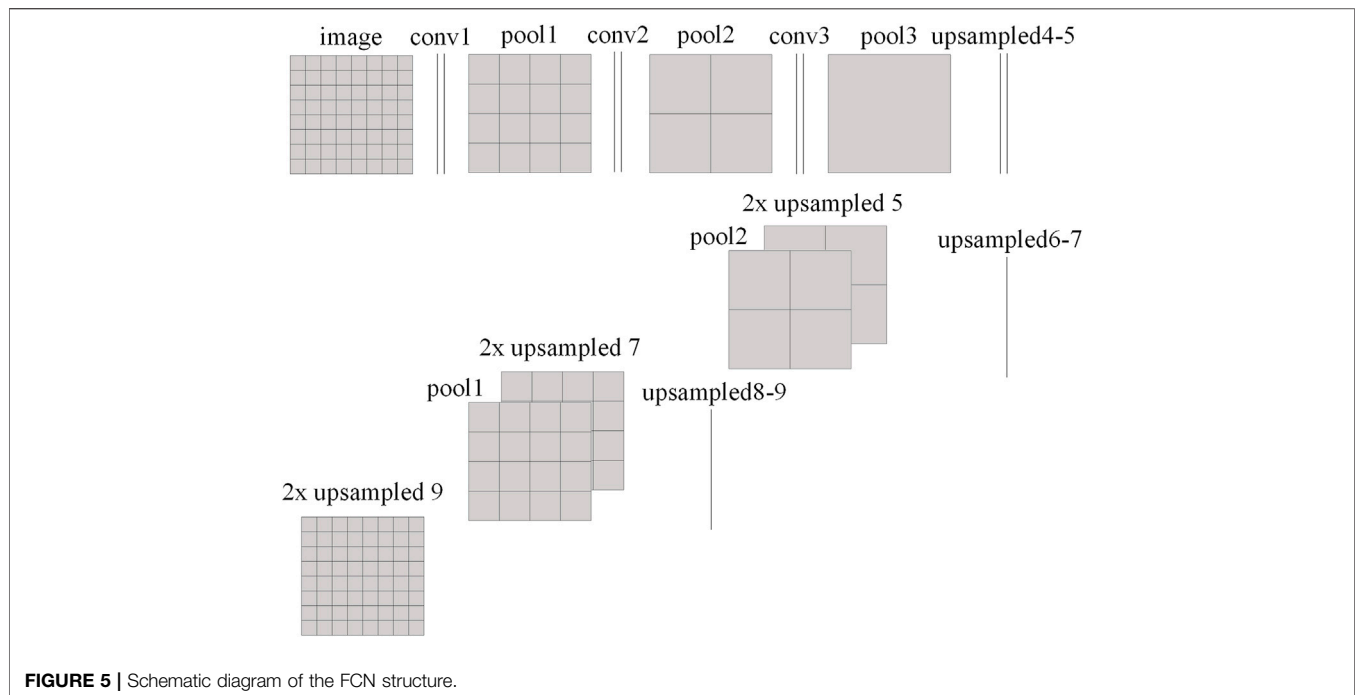 image conv1 pool1 conv2 pool2 conv3 pool3 upsampled4-5
2x upsampled 5
pool2
upsampled6-7
2x upsampled 7
pool1
upsampled8-9
2x upsampled 9
FIGURE 5 | Schematic diagram of the FCN structure.